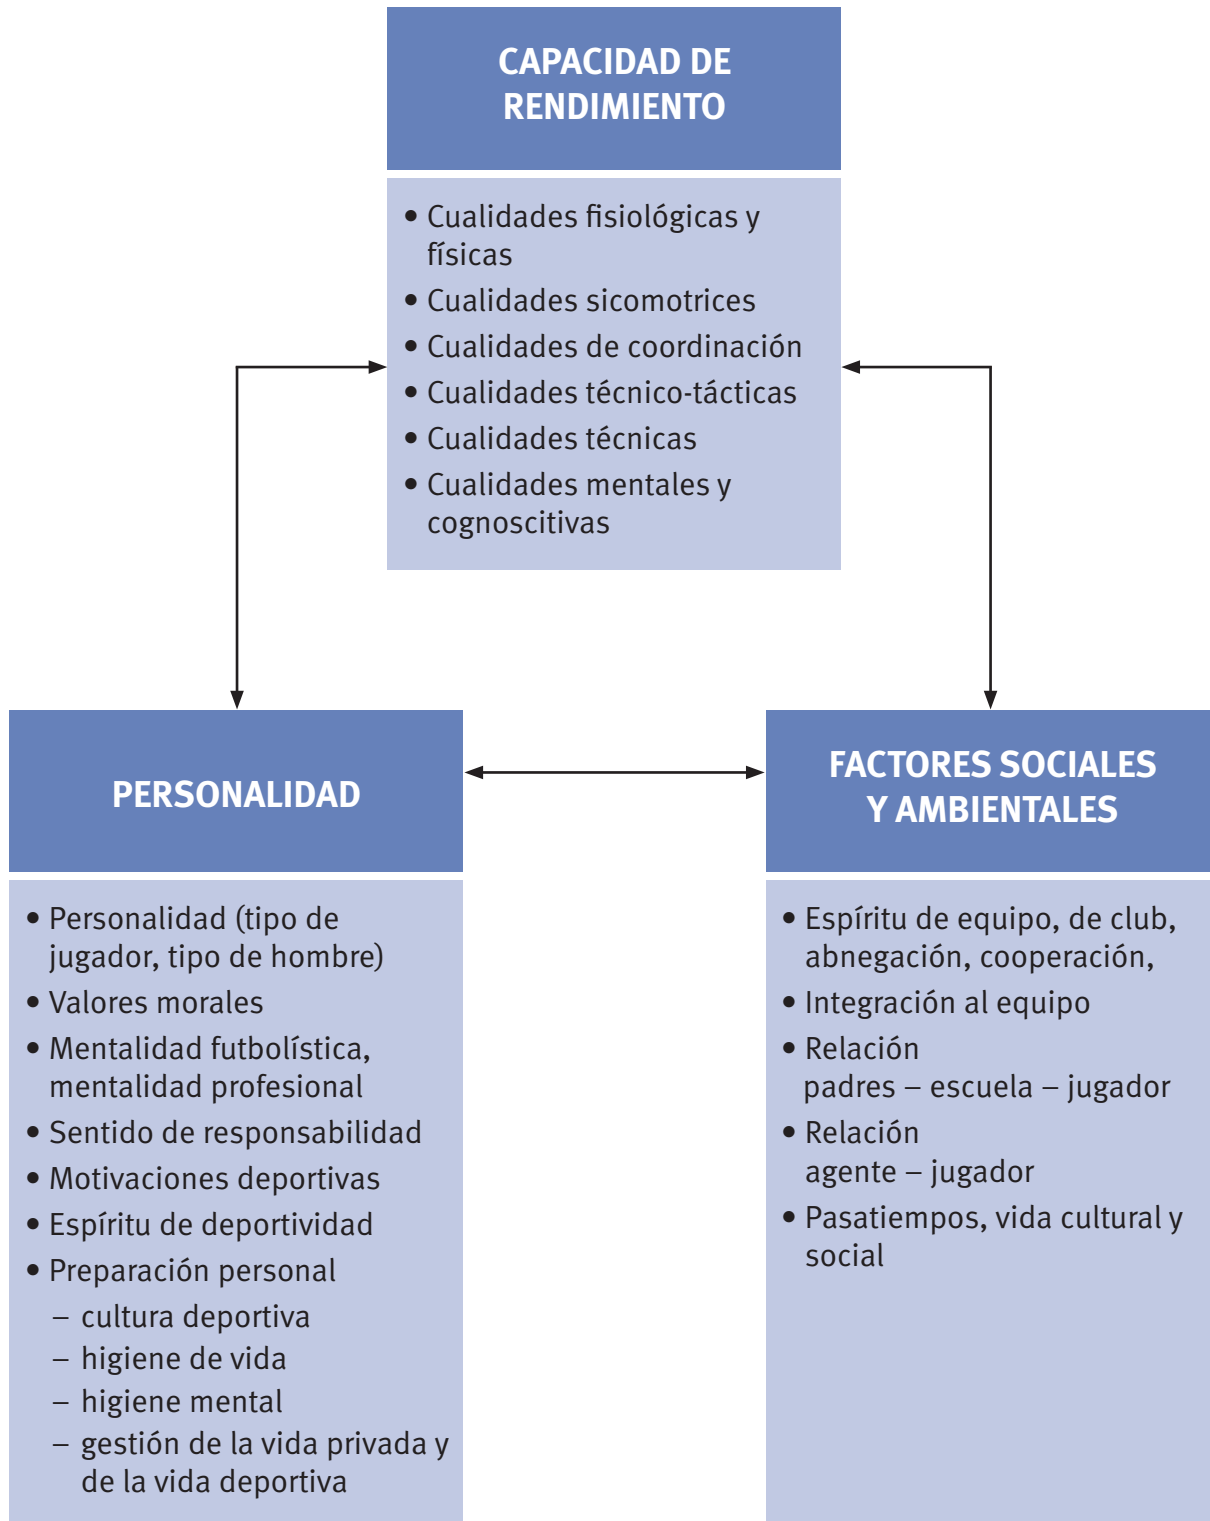 CAPACIDAD DE
RENDIMIENTO
• Cualidades fisiológicas y
físicas
• Cualidades sicomotrices
• Cualidades de coordinación
• Cualidades técnico-tácticas
• Cualidades técnicas
• Cualidades mentales y
cognoscitivas
PERSONALIDAD
• Personalidad (tipo de
jugador, tipo de hombre)
• Valores morales
• Mentalidad futbolística,
mentalidad profesional
• Sentido de responsabilidad
• Motivaciones deportivas
• Espíritu de deportividad
• Preparación personal
– cultura deportiva
– higiene de vida
– higiene mental
– gestión de la vida privada y
de la vida deportiva
FACTORES SOCIALES
Y AMBIENTALES
• Espíritu de equipo, de club,
abnegación, cooperación,
• Integración al equipo
• Relación
padres – escuela – jugador
• Relación
agente – jugador
• Pasatiempos, vida cultural y
social